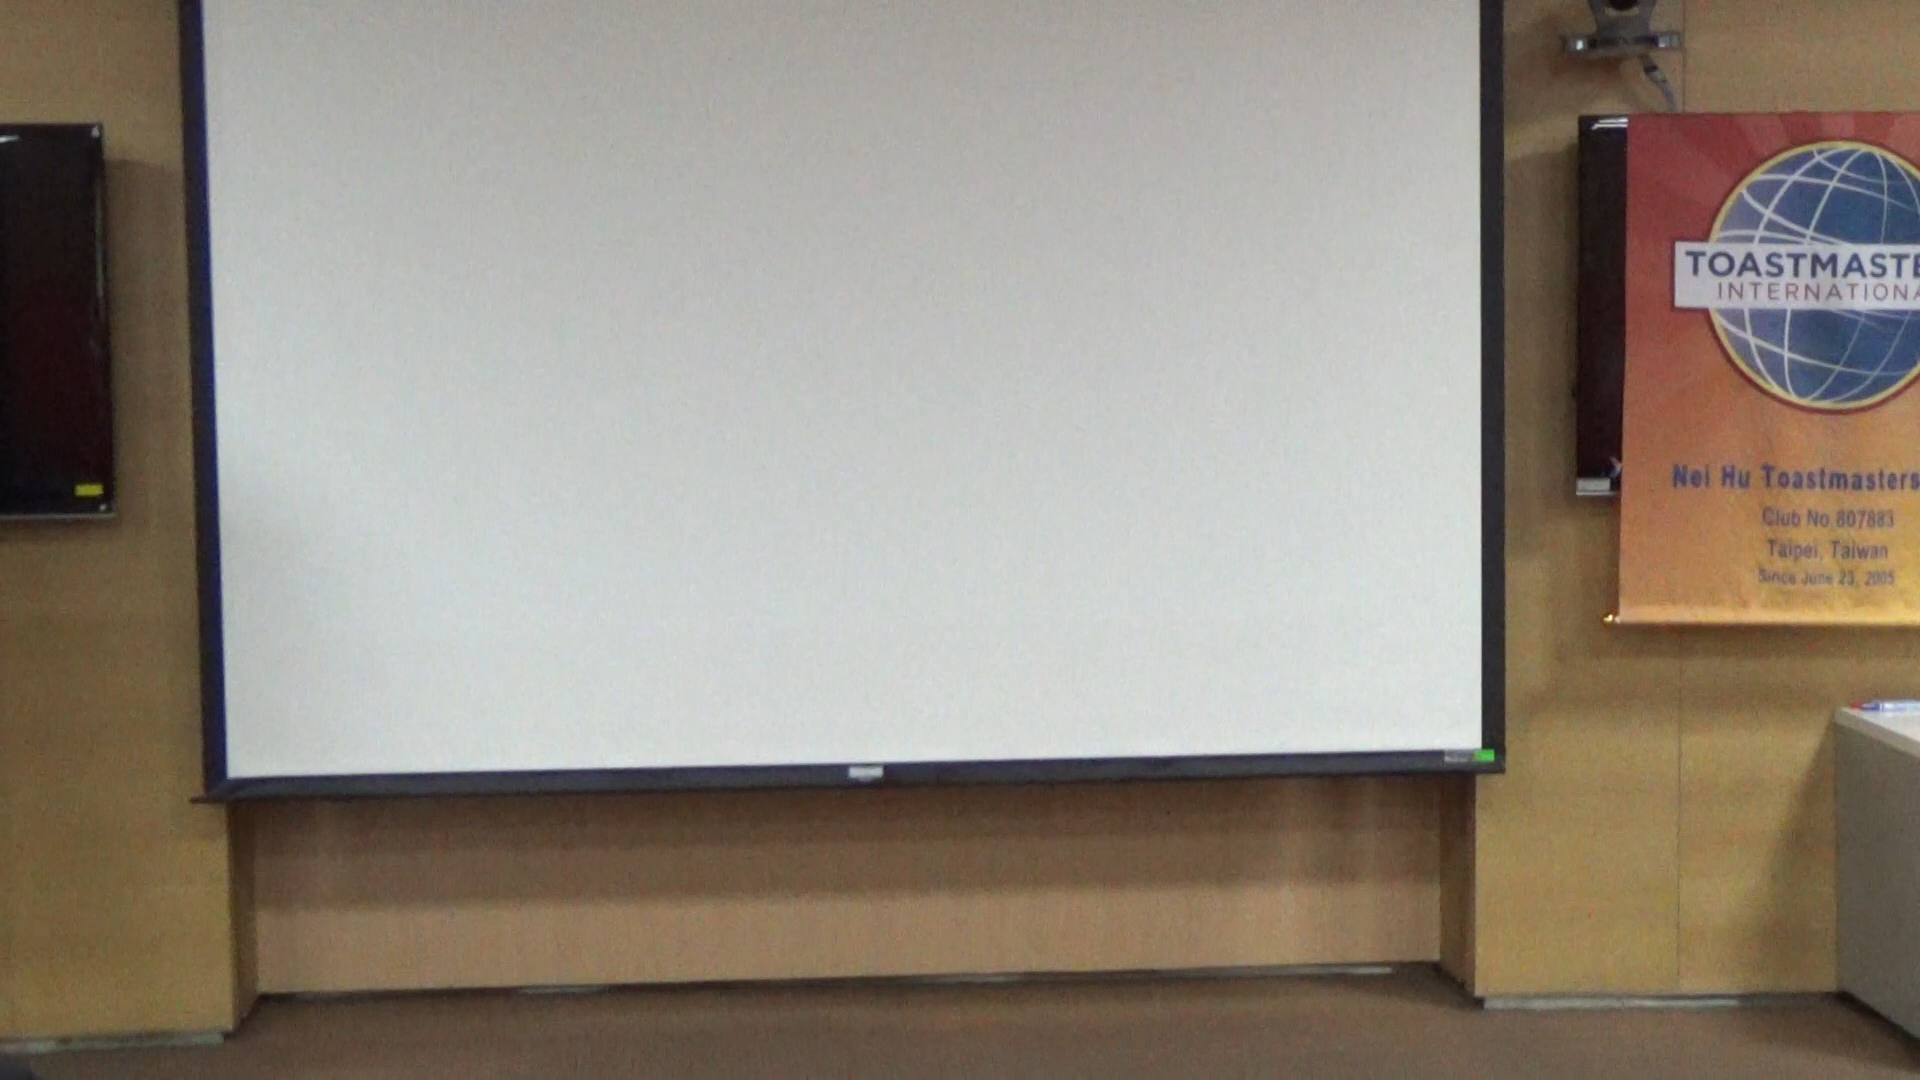 TOASTMASTE
INTERNATIONA
Nei Hu Toastmasters
Club No.807883
Taipei, Taiwan
Since June 23, 2005